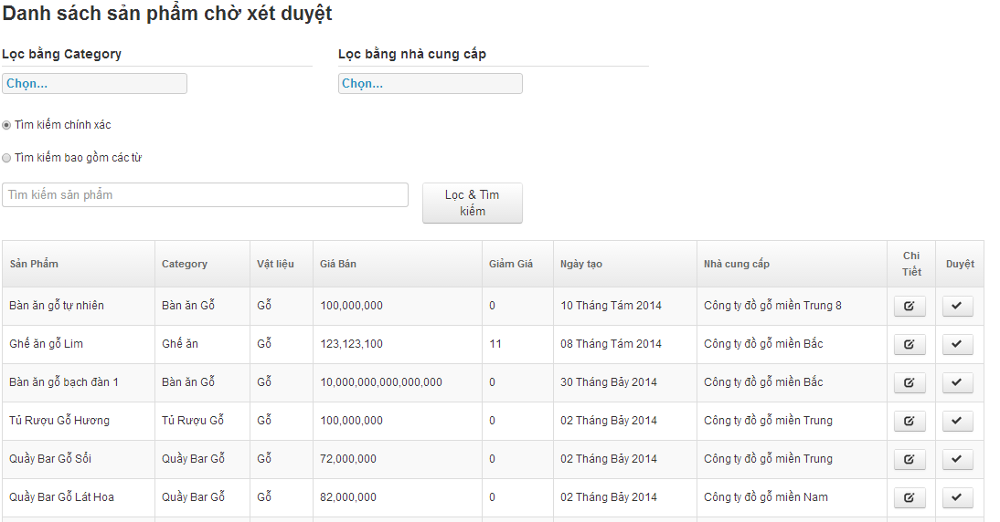 Danh sách sản phẩm chờ xét duyệt
Lọc bằng Category
Lọc bằng nhà cung cấp
Chọn...
Chọn...
Tìm kiếm chính xác
Tìm kiếm bao gồm các từ
Tìm kiếm sản phẩm
Lọc & Tìm
kiếm
Sản Phẩm Category Vật liệu Giá Bán Giảm Giá Ngày tạo Nhà cung cấp Chi Tiết Duyệt
Bàn ăn gỗ tự nhiên Bàn ăn Gỗ Gỗ 100,000,000 0 10 Tháng Tám 2014 Công ty đồ gỗ miền Trung 8
Ghế ăn gỗ Lim Ghế ăn Gỗ 123,123,100 11 08 Tháng Tám 2014 Công ty đồ gỗ miền Bắc
Bàn ăn gỗ bạch đàn 1 Bàn ăn Gỗ Gỗ 10,000,000,000,000,000 0 30 Tháng Bảy 2014 Công ty đồ gỗ miền Bắc
Tủ Rượu Gỗ Hương Tủ Rượu Gỗ Gỗ 100,000,000 0 02 Tháng Bảy 2014 Công ty đồ gỗ miền Trung
Quầy Bar Gỗ Sồi Quầy Bar Gỗ Gỗ 72,000,000 0 02 Tháng Bảy 2014 Công ty đồ gỗ miền Trung
Quầy Bar Gỗ Lát Hoa Quầy Bar Gỗ Gỗ 82,000,000 0 02 Tháng Bảy 2014 Công ty đồ gỗ miền Nam